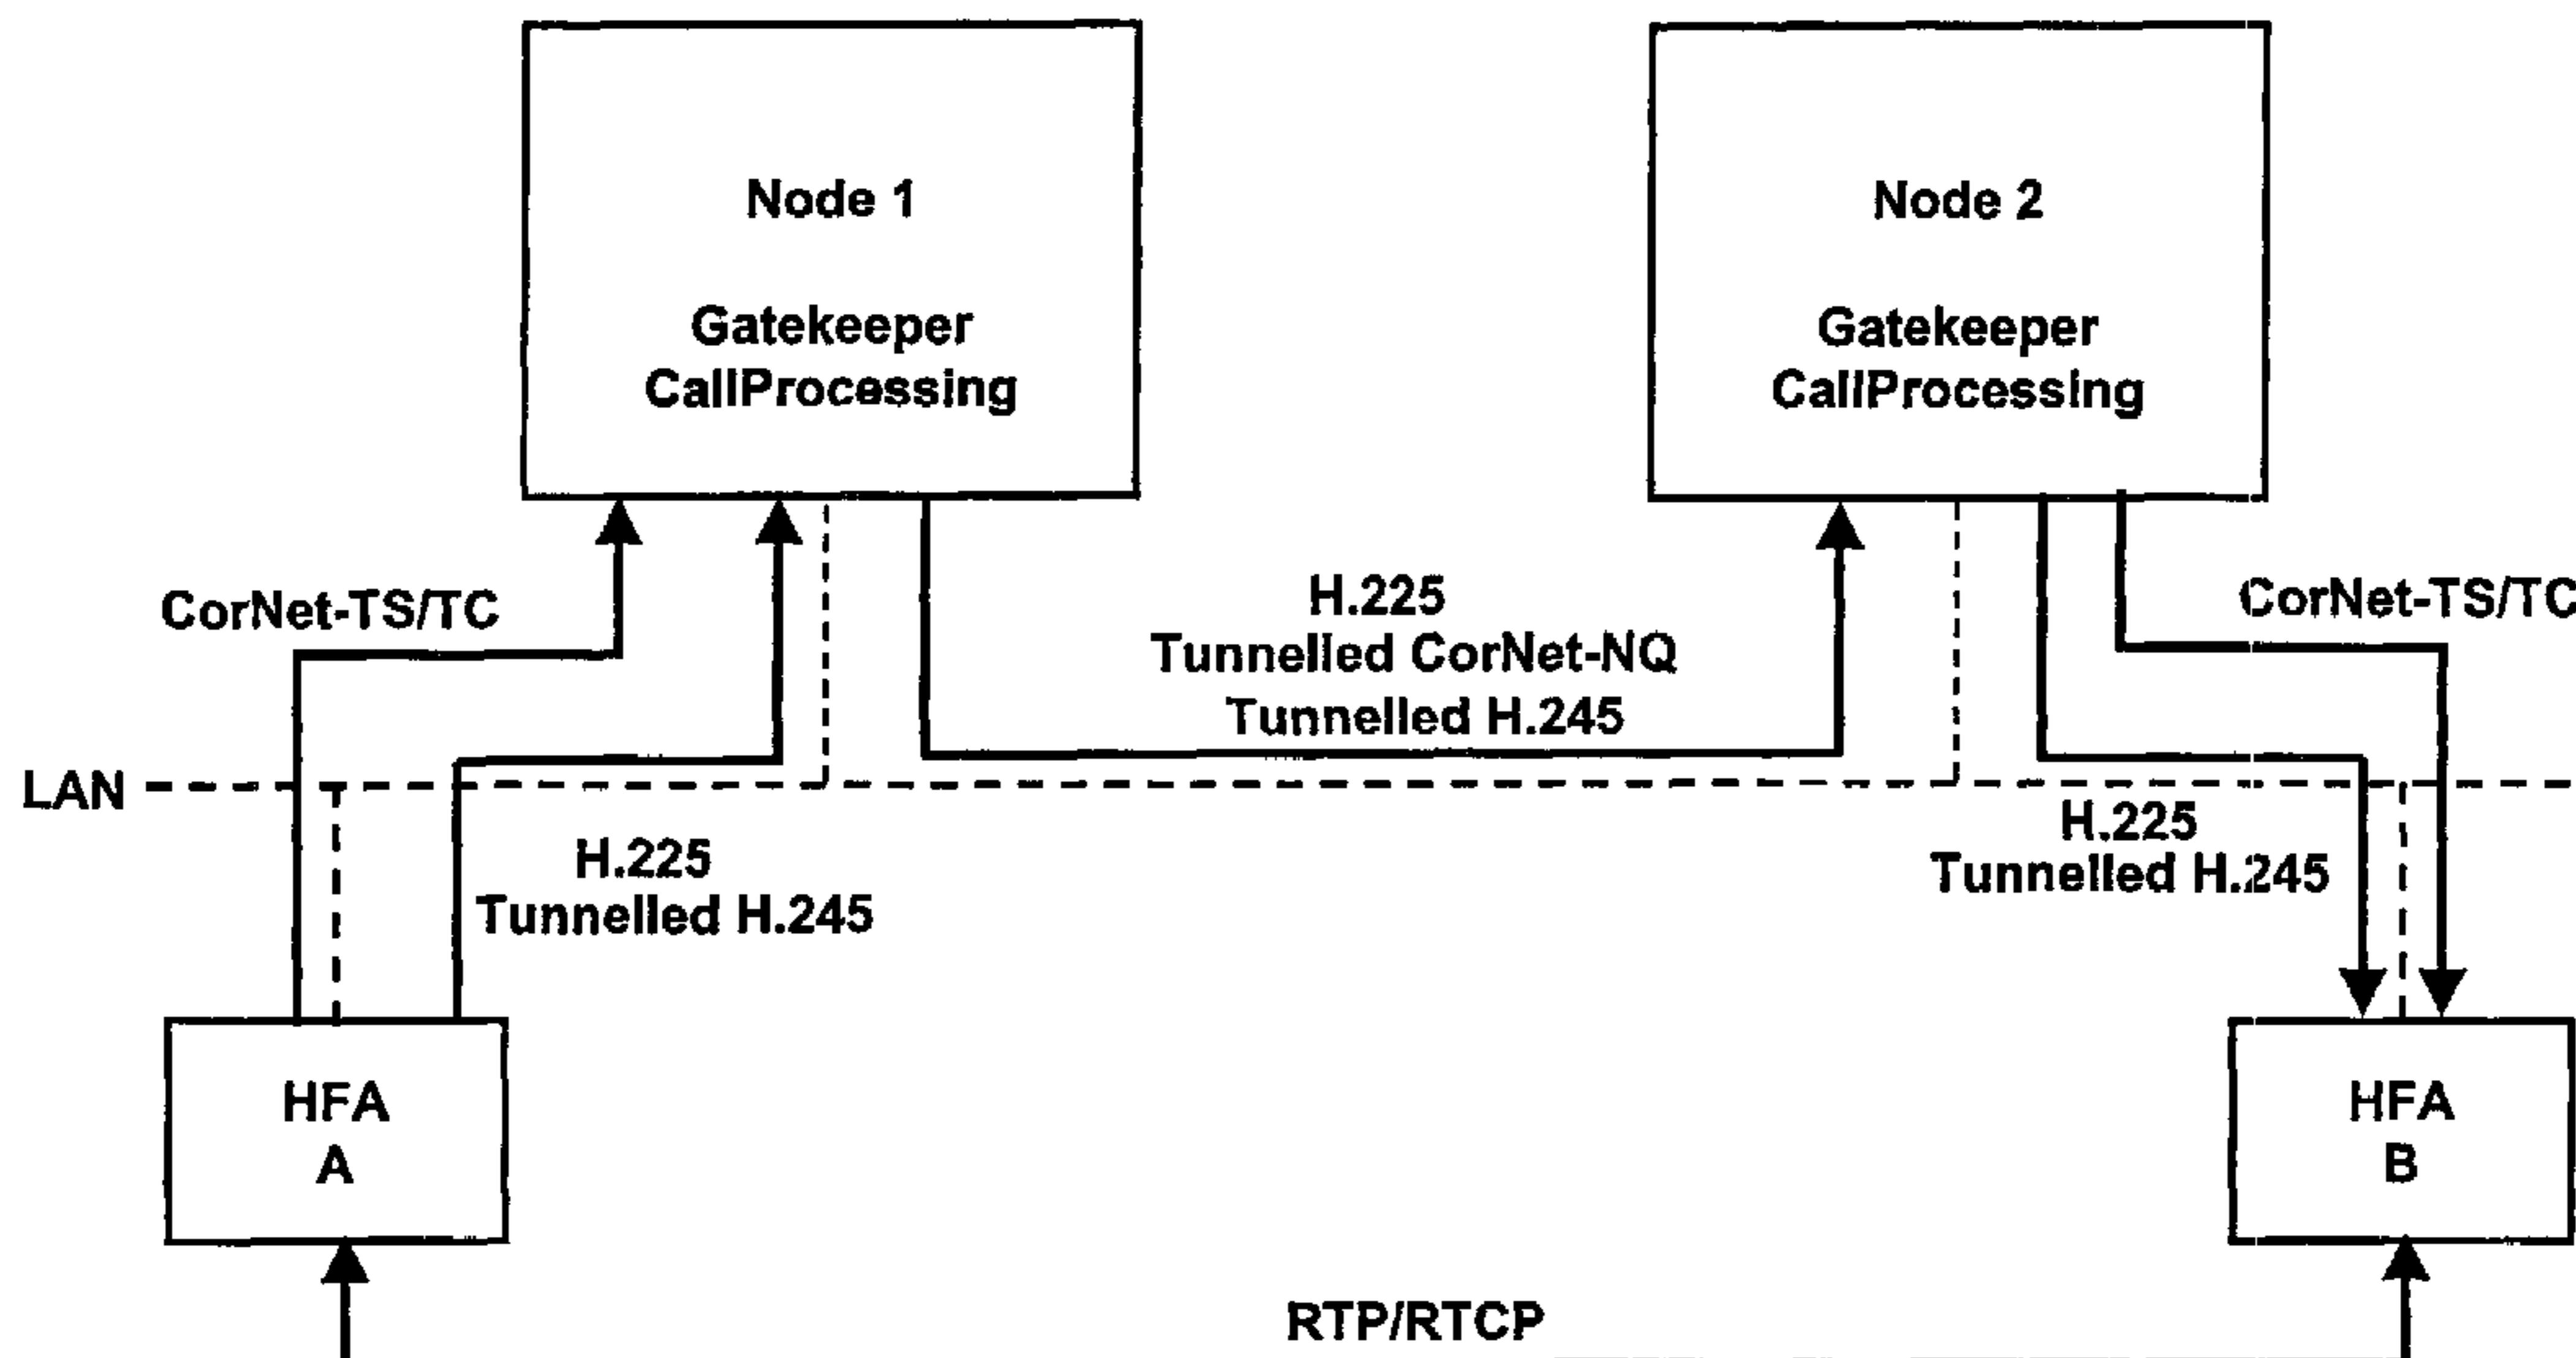 Node 1
Gatekeeper
CallProcessing
Node 2
Gatekeeper
CallProcessing
CorNet-TS/TC
H.225
Tunnelled CorNet-NQ
Tunnelled H.245
CorNet-TS/TC
LAN
H.225
Tunnelled H.245
H.225
Tunnelled H.245
HFA
A
HFA
B
RTP/RTCP